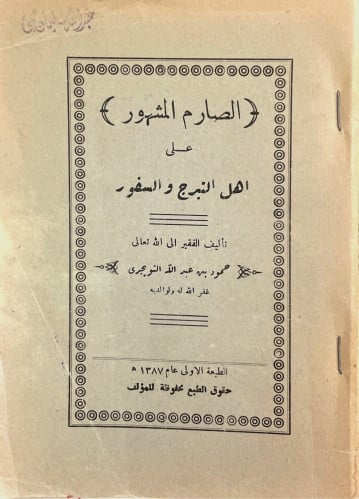 ﴿ الصارم المشهور ﴾
على
اهل التبرج والسفور
تأليف الفقير الى الله تعالى
حمود بن عبد الله التويجرى
غفر الله له ولوالديه
الطبعة الاولى عام ١٣٨٧ ه
حقوق الطبع محفوظة للمؤلف